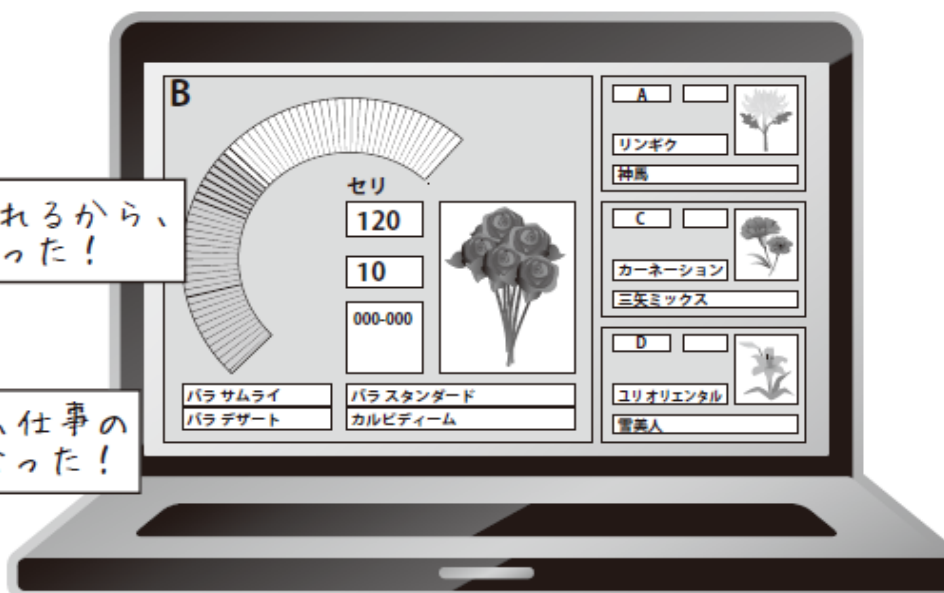 B
セリ
120
10
000-000
バラ サムライ
バラ デザート
バラ スタンダード
カルビディーム
A
リンギク
神馬
C
カーネーション
三矢ミックス
D
ユリ オリエンタル
雪美人
れるから、
った！
、仕事の
なった！